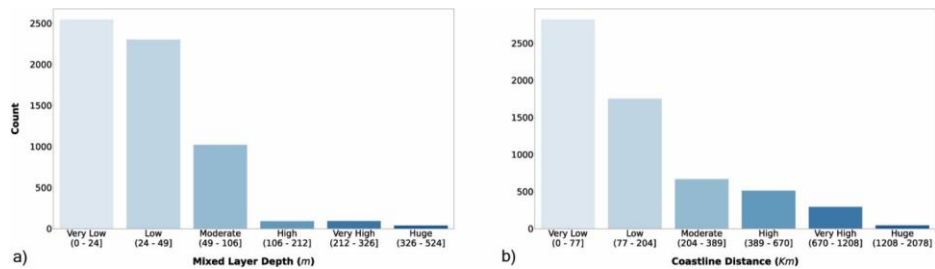 2500
2000
1500
1000
500
0
Count
Very Low Low Moderate High Very High Huge
(0 - 24) (24 - 49) (49 - 106) (106 - 212) (212 - 326) (326 - 524)
a) Mixed Layer Depth (m)
2500
2000
1500
1000
500
0
Very Low Low Moderate High Very High Huge
(0 - 77) (77 - 204) (204 - 389) (389 - 670) (670 - 1208) (1208 - 2078)
b) Coastline Distance (Km)